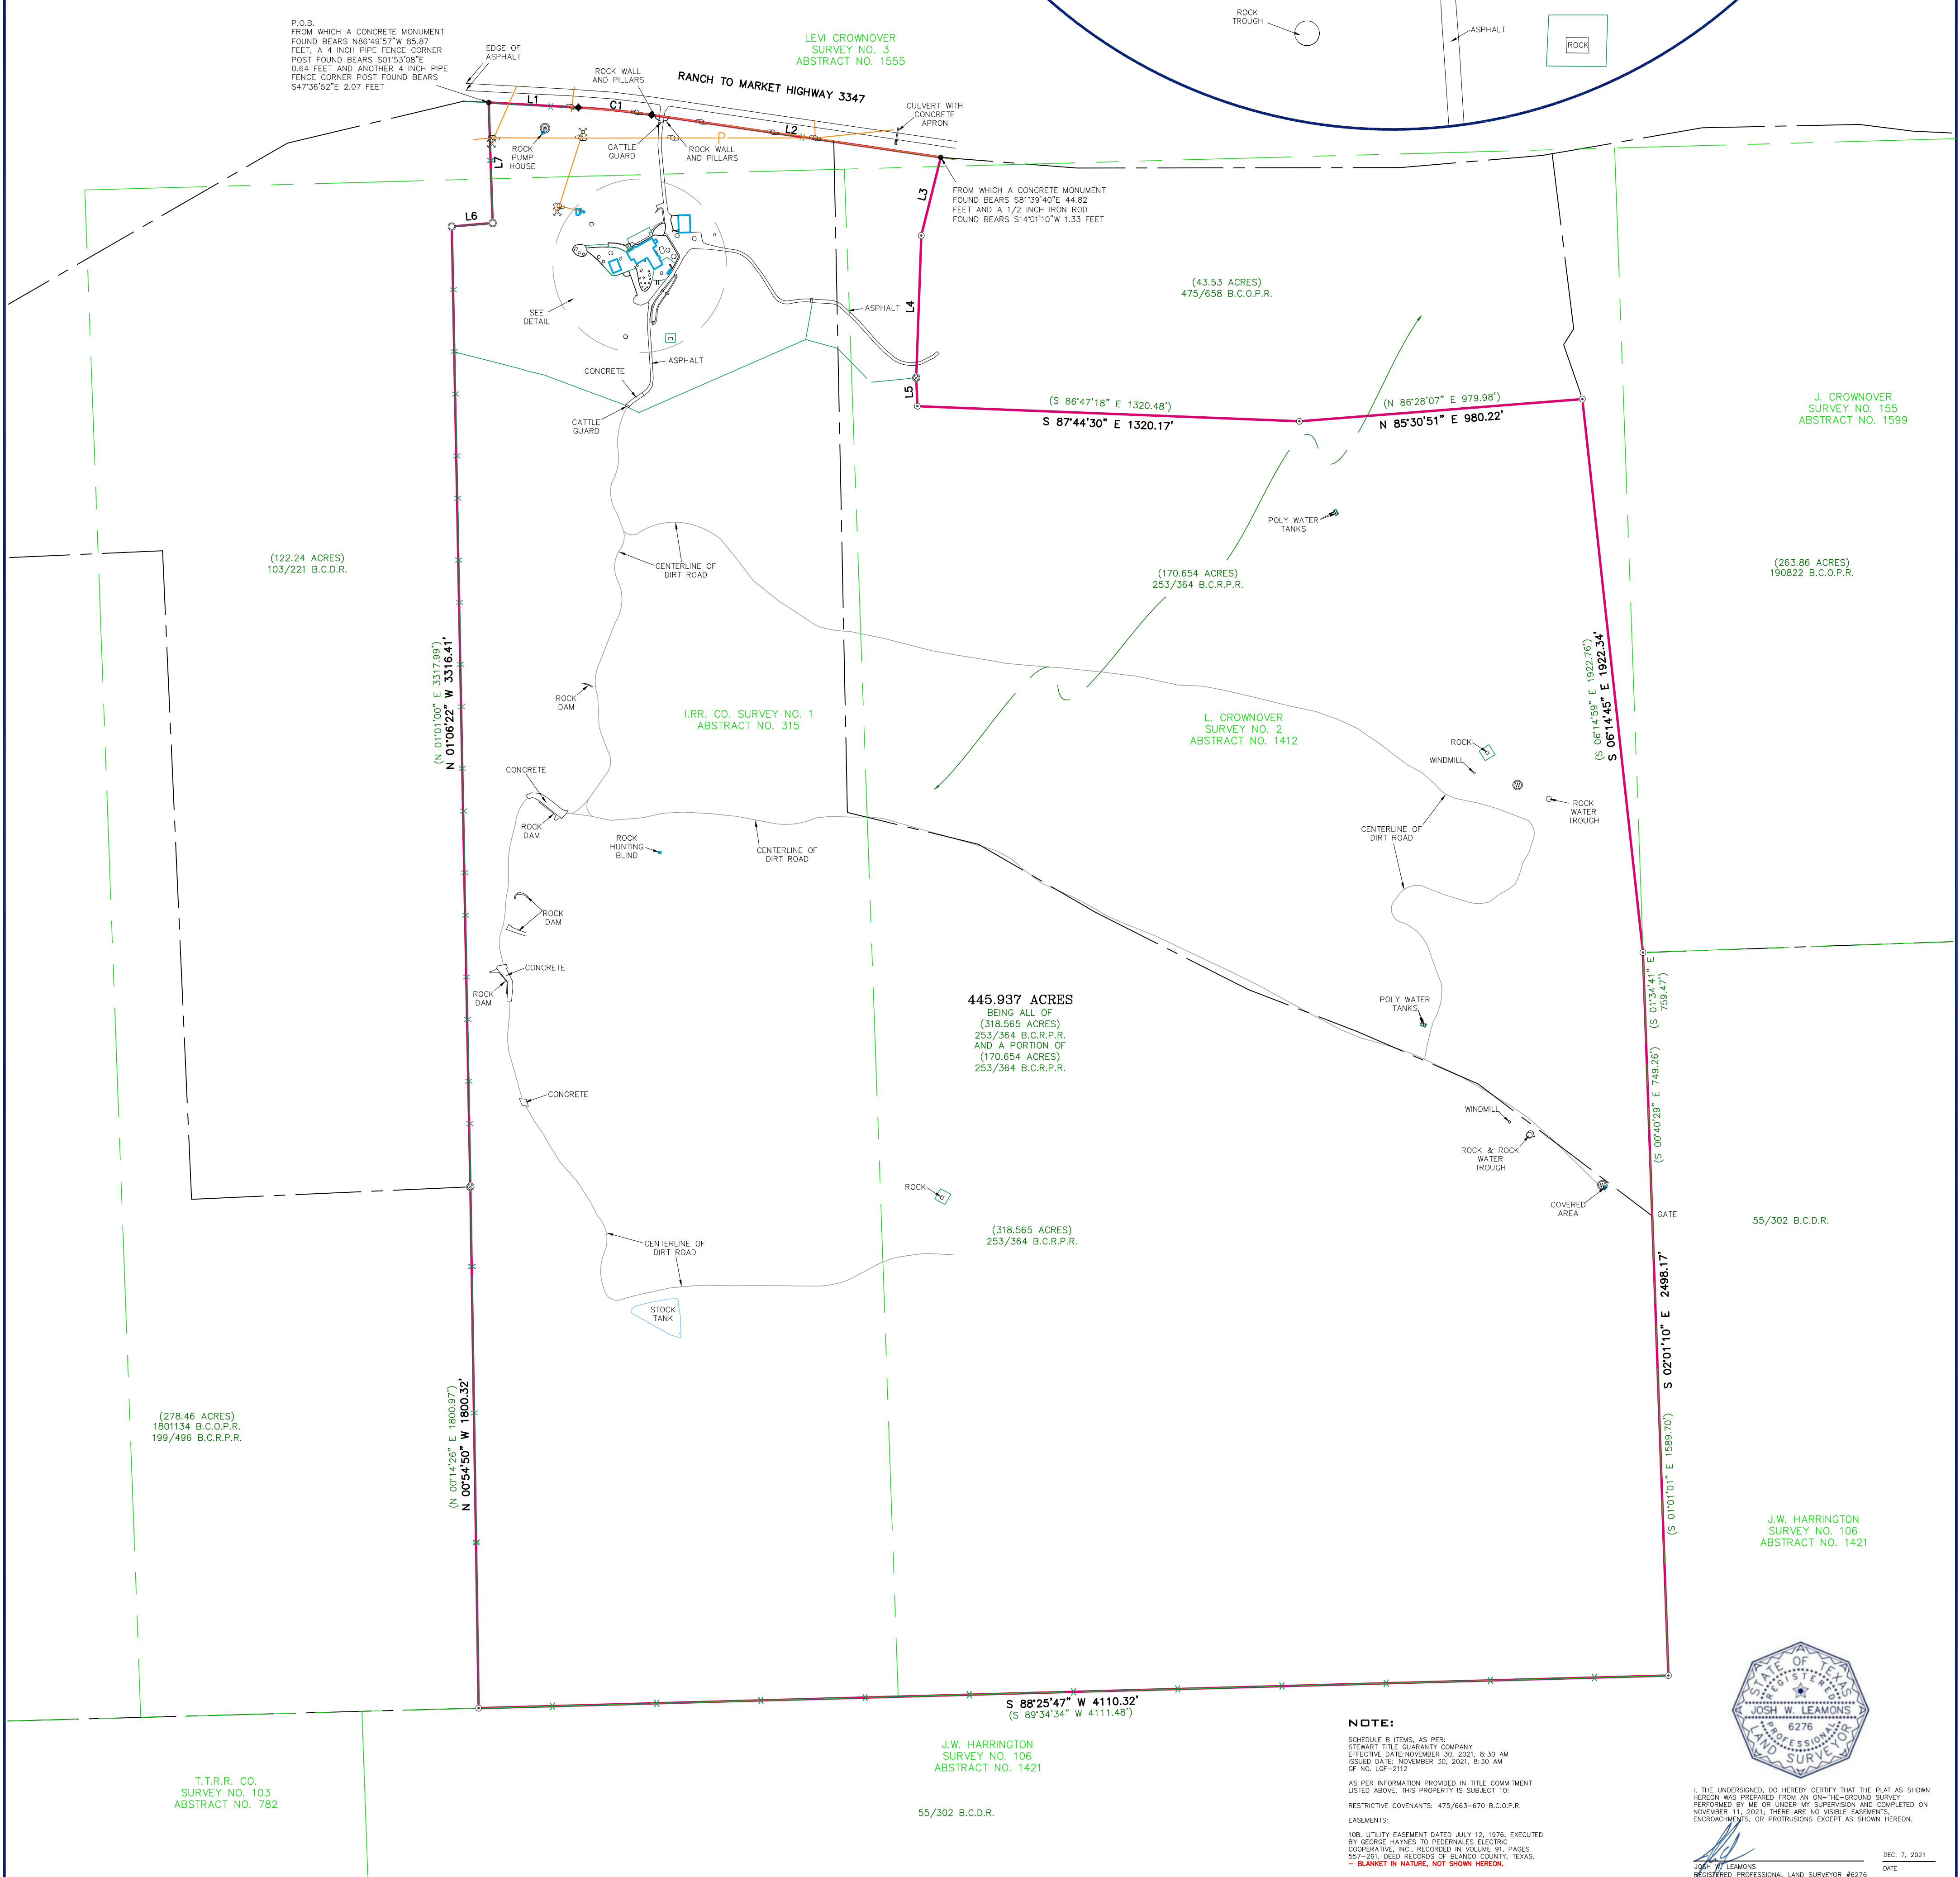 P.O.B.
FROM WHICH A CONCRETE MONUMENT
FOUND BEARS N86°49'57"W 85.87
FEET, A 4 INCH PIPE FENCE CORNER
POST FOUND BEARS S01°53'08"E
0.64 FEET AND ANOTHER 4 INCH PIPE
FENCE CORNER POST FOUND BEARS
S47°36'52"E 2.07 FEET
EDGE OF
ASPHALT
LEVI CROWNOVER
SURVEY NO. 3
ABSTRACT NO. 1555
ROCK
TROUGH
ASPHALT
ROCK
ROCK WALL
AND PILLARS
RANCH TO MARKET HIGHWAY 3347
CULVERT WITH
CONCRETE
APRON
L1
C1
L2
P
W
ROCK
PUMP
HOUSE
CATTLE
GUARD
ROCK WALL
AND PILLARS
L7
L6
L3
FROM WHICH A CONCRETE MONUMENT
FOUND BEARS S81°39'40"E 44.82
FEET AND A 1/2 INCH IRON ROD
FOUND BEARS S14°01'10"W 1.33 FEET
(43.53 ACRES)
475/658 B.C.O.P.R.
SEE
DETAIL
ASPHALT
L4
ASPHALT
CONCRETE
L5
CATTLE
GUARD
(S 86°47'18" E 1320.48')
S 87°44'30" E 1320.17'
(N 86°28'07" E 979.98')
N 85°30'51" E 980.22'
J. CROWNOVER
SURVEY NO. 155
ABSTRACT NO. 1599
POLY WATER
TANKS
(122.24 ACRES)
103/221 B.C.D.R.
CENTERLINE OF
DIRT ROAD
(170.654 ACRES)
253/364 B.C.R.P.R.
(263.86 ACRES)
190822 B.C.O.P.R.
(N 01°01'00" E 3317.99')
N 01°06'22" W 3316.41'
(S 06°14'59" E 1922.76')
S 06°14'45" E 1922.34'
ROCK
DAM
I.RR. CO. SURVEY NO. 1
ABSTRACT NO. 315
L. CROWNOVER
SURVEY NO. 2
ABSTRACT NO. 1412
ROCK
WINDMILL
W
ROCK
WATER
TROUGH
CONCRETE
ROCK
DAM
ROCK
HUNTING
BLIND
CENTERLINE OF
DIRT ROAD
CENTERLINE OF
DIRT ROAD
ROCK
DAM
CONCRETE
ROCK
DAM
445.937 ACRES
BEING ALL OF
(318.565 ACRES)
253/364 B.C.R.P.R.
AND A PORTION OF
(170.654 ACRES)
253/364 B.C.R.P.R.
POLY WATER
TANKS
(S 01°34'41" E
759.47')
(S 00°40'29" E 749.26')
CONCRETE
WINDMILL
ROCK & ROCK
WATER
TROUGH
W
COVERED
AREA
GATE
55/302 B.C.D.R.
ROCK
(318.565 ACRES)
253/364 B.C.R.P.R.
CENTERLINE OF
DIRT ROAD
STOCK
TANK
S 02°01'10" E 2498.17'
(S 01°01'01" E 1589.70')
(278.46 ACRES)
1801134 B.C.O.P.R.
199/496 B.C.R.P.R.
(N 00°14'26" E 1800.97')
N 00°54'50" W 1800.32'
J.W. HARRINGTON
SURVEY NO. 106
ABSTRACT NO. 1421
S 88°25'47" W 4110.32'
(S 89°34'34" W 4111.48')
J.W. HARRINGTON
SURVEY NO. 106
ABSTRACT NO. 1421
55/302 B.C.D.R.
T.T.R.R. CO.
SURVEY NO. 103
ABSTRACT NO. 782
NOTE:
SCHEDULE B ITEMS, AS PER:
STEWART TITLE GUARANTY COMPANY
EFFECTIVE DATE:NOVEMBER 30, 2021, 8:30 AM
ISSUED DATE: NOVEMBER 30, 2021, 8:30 AM
GF NO. LGF-2112
AS PER INFORMATION PROVIDED IN TITLE COMMITMENT
LISTED ABOVE, THIS PROPERTY IS SUBJECT TO:
RESTRICTIVE COVENANTS: 475/663-670 B.C.O.P.R.
EASEMENTS:
10B. UTILITY EASEMENT DATED JULY 12, 1976, EXECUTED
BY GEORGE HAYNES TO PEDERNALES ELECTRIC
COOPERATIVE, INC., RECORDED IN VOLUME 91, PAGES
557-261, DEED RECORDS OF BLANCO COUNTY, TEXAS.
- BLANKET IN NATURE, NOT SHOWN HEREON.
STATE OF TEXAS
REGISTERED
JOSH W. LEAMONS
6276
PROFESSIONAL
LAND SURVEYOR
I, THE UNDERSIGNED, DO HEREBY CERTIFY THAT THE PLAT AS SHOWN
HEREON WAS PREPARED FROM AN ON-THE-GROUND SURVEY
PERFORMED BY ME OR UNDER MY SUPERVISION AND COMPLETED ON
NOVEMBER 11, 2021; THERE ARE NO VISIBLE EASEMENTS,
ENCROACHMENTS, OR PROTRUSIONS EXCEPT AS SHOWN HEREON.
JOSH W. LEAMONS
REGISTERED PROFESSIONAL LAND SURVEYOR #6276
DEC. 7, 2021
DATE